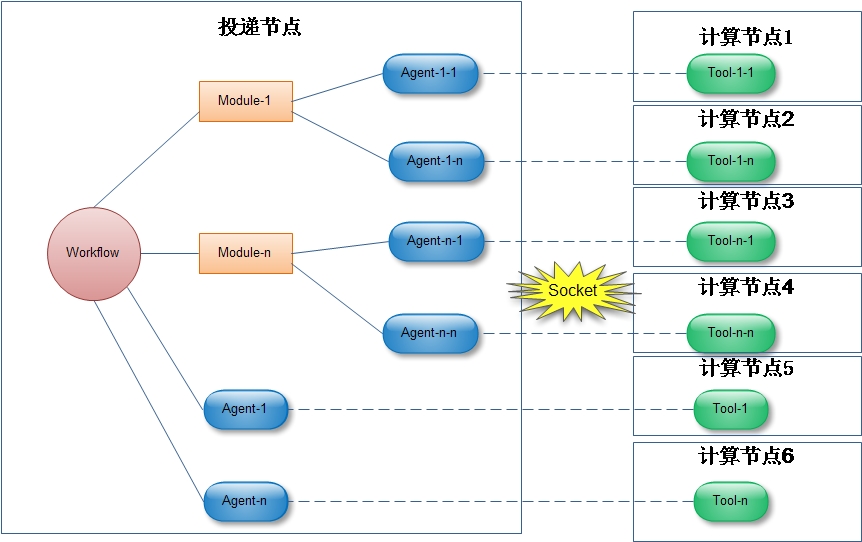 投递节点
计算节点1
Agent-1-1
Tool-1-1
Module-1
计算节点2
Agent-1-n
Tool-1-n
计算节点3
Agent-n-1
Tool-n-1
Workflow
Module-n
Socket
计算节点4
Agent-n-n
Tool-n-n
计算节点5
Agent-1
Tool-1
计算节点6
Agent-n
Tool-n